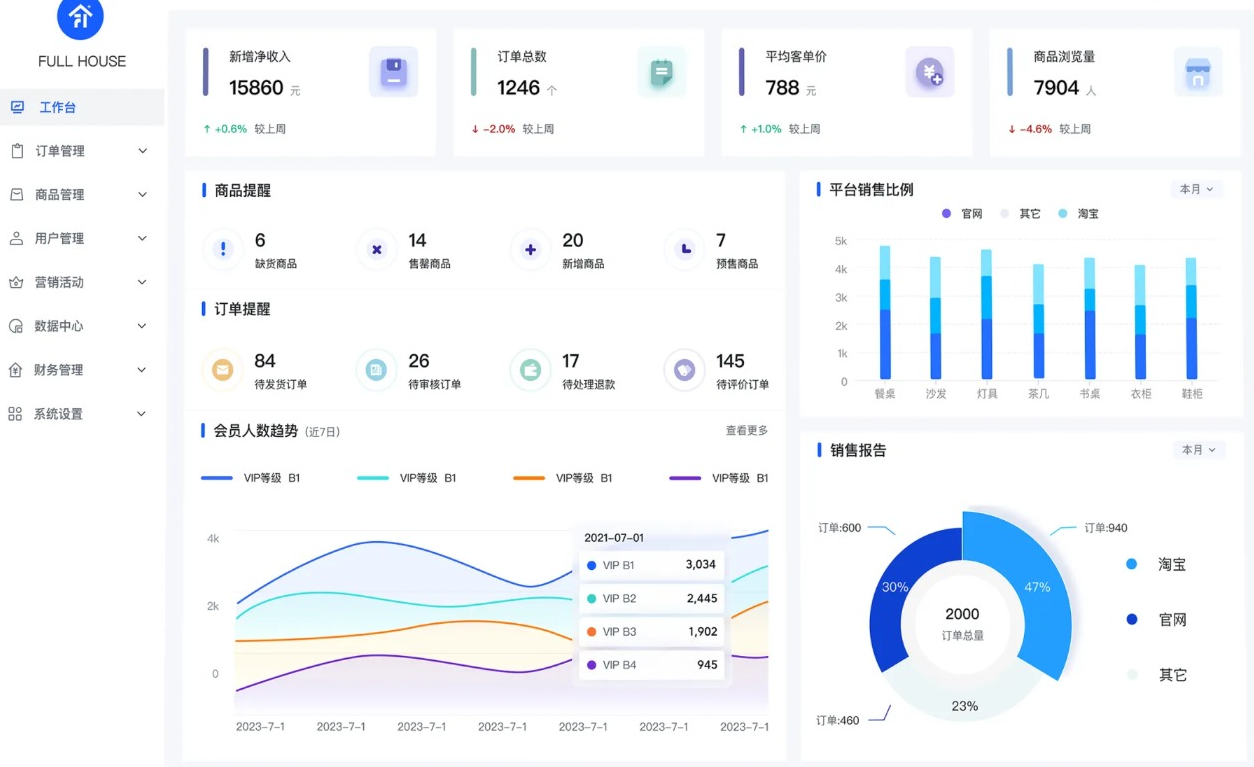 FULL HOUSE
工作台
订单管理
商品管理
用户管理
营销活动
数据中心
财务管理
系统设置
新增净收入
15860 元
↑ +0.6% 较上周
订单总数
1246 个
↓ -2.0% 较上周
平均客单价
788 元
↑ +1.0% 较上周
商品浏览量
7904 人
↓ -4.6% 较上周
商品提醒
6
缺货商品
14
售罄商品
20
新增商品
7
预售商品
订单提醒
84
待发货订单
26
待审核订单
17
待处理退款
145
待评价订单
会员人数趋势 (近7日) 查看更多
VIP等级 B1 VIP等级 B1 VIP等级 B1 VIP等级 B1
4k
2k
0
2021-07-01
VIP B1 3,034
VIP B2 2,445
VIP B3 1,902
VIP B4 945
2023-7-1 2023-7-1 2023-7-1 2023-7-1 2023-7-1 2023-7-1 2023-7-1
平台销售比例 本月
官网 其它 淘宝
5k
4k
3k
2k
1k
0
餐桌 沙发 灯具 茶几 书桌 衣柜 鞋柜
销售报告 本月
订单:600 订单:940
30% 47%
2000
订单总量
23%
订单:460
淘宝
官网
其它